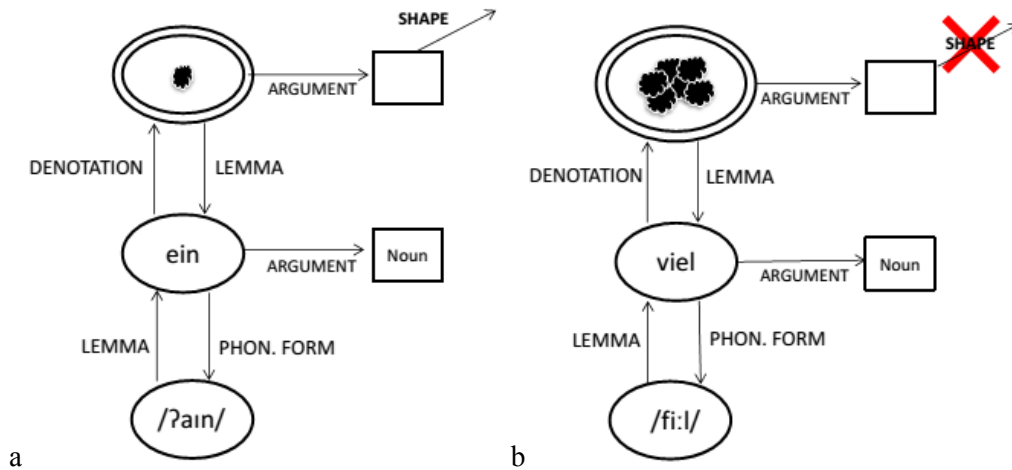 SHAPE
ARGUMENT
DENOTATION
LEMMA
ein
ARGUMENT
Noun
LEMMA
PHON. FORM
/ʔaɪn/
a
SHAPE
ARGUMENT
DENOTATION
LEMMA
viel
ARGUMENT
Noun
LEMMA
PHON. FORM
/fiːl/
b